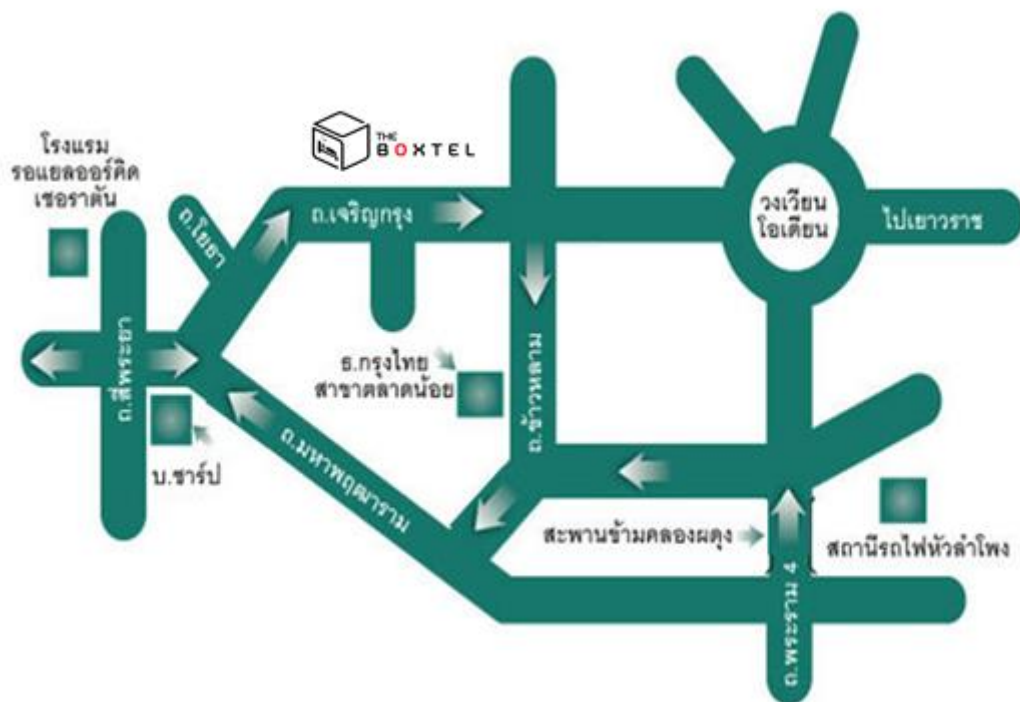 THE
BOXTEL
โรงแรม
รอแยลออร์คิด
เชอราตัน
ถ.โยธา
ถ.เจริญกรุง
วงเวียน
โอเดียน
ไปเยาวราช
ถ.สี่พระยา
ธ.กรุงไทย
สาขาตลาดน้อย
ถ.ข้าวหลาม
บ.ชาร์ป
ถ.มหาพฤฒาราม
สะพานข้ามคลองผดุง
สถานีรถไฟหัวลำโพง
ถ.พระราม 4